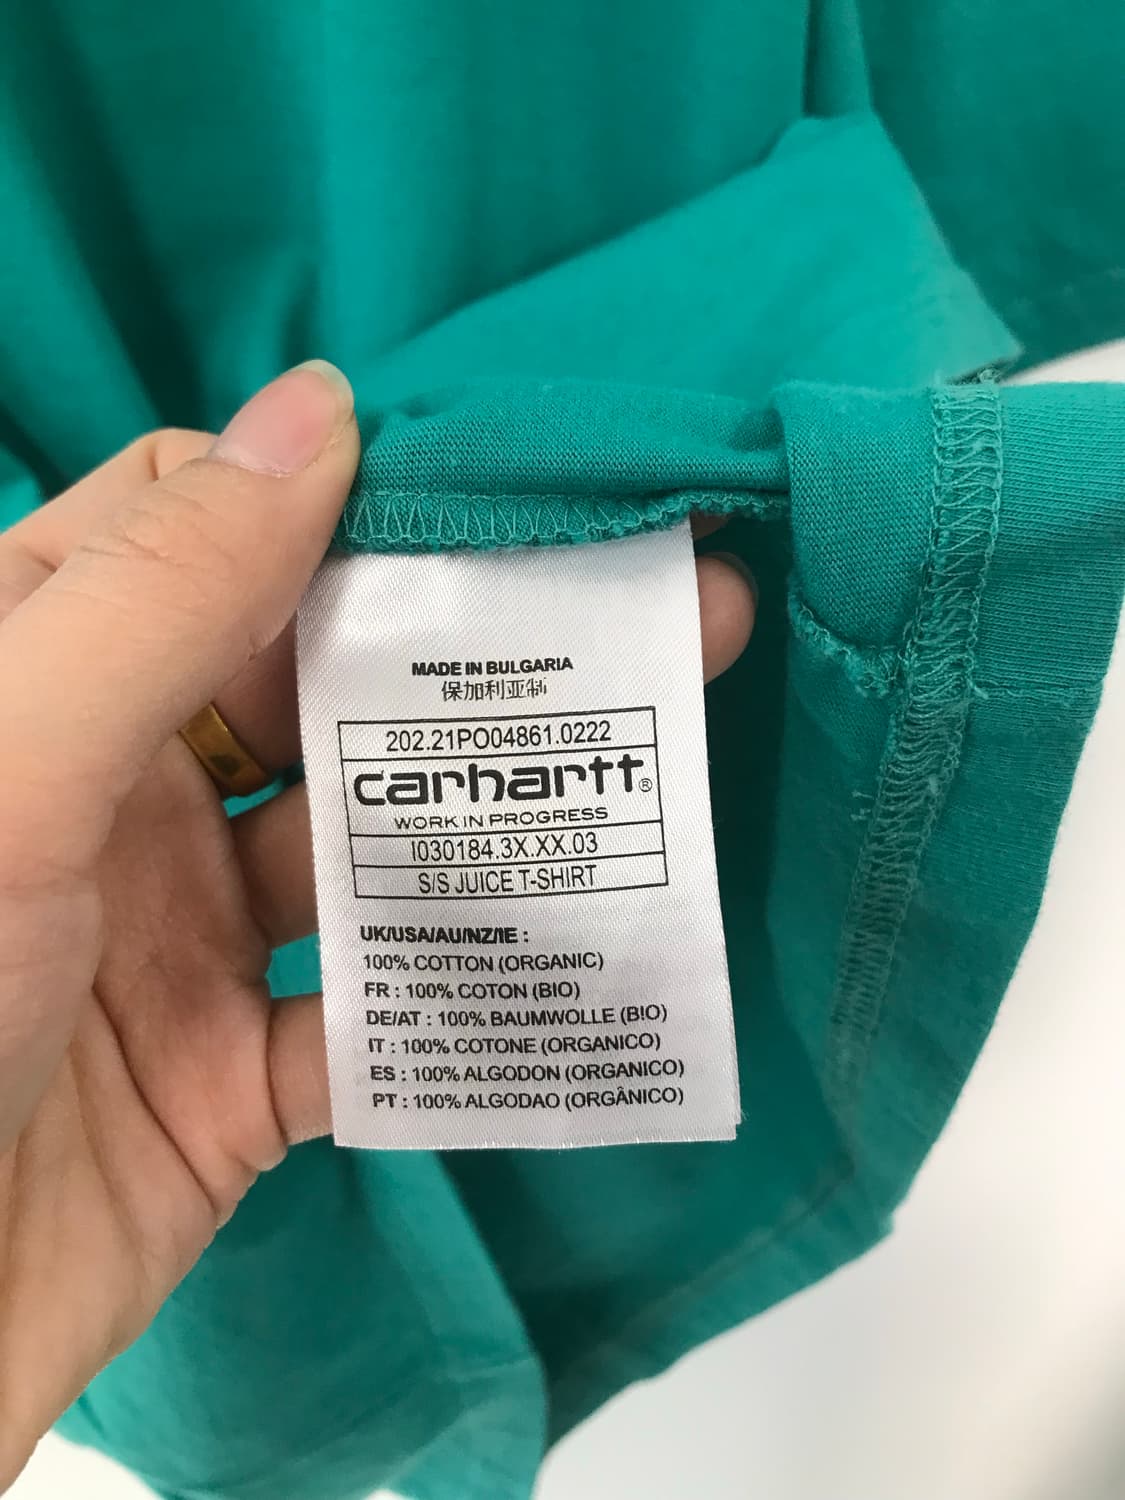 MADE IN BULGARIA
保加利亚制
202.21PO04861.0222
carhartt®
WORK IN PROGRESS
I030184.3X.XX.03
S/S JUICE T-SHIRT
UK/USA/AU/NZ/IE :
100% COTTON (ORGANIC)
FR : 100% COTON (BIO)
DE/AT : 100% BAUMWOLLE (BIO)
IT : 100% COTONE (ORGANICO)
ES : 100% ALGODON (ORGANICO)
PT : 100% ALGODAO (ORGÂNICO)